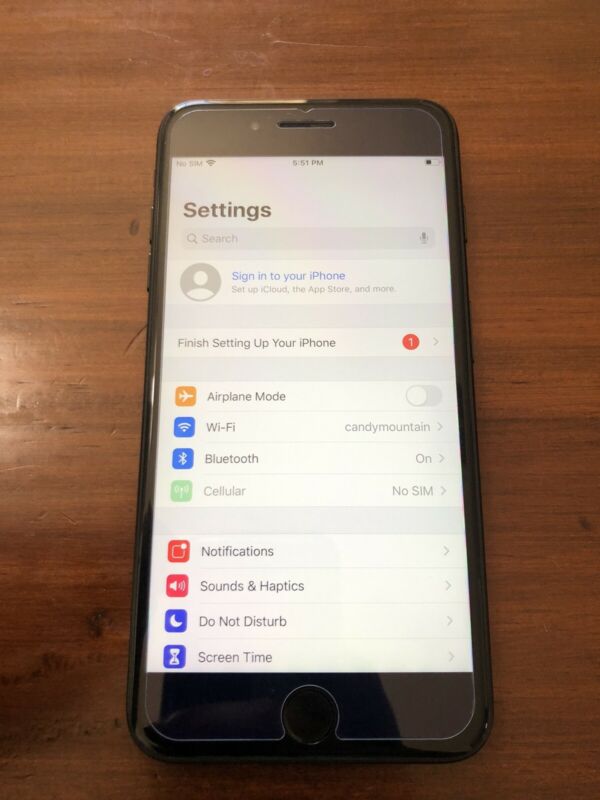 No SIM 5:51 PM
Settings
Search
Sign in to your iPhone
Set up iCloud, the App Store, and more.
Finish Setting Up Your iPhone 1
Airplane Mode
Wi-Fi candymountain
Bluetooth On
Cellular No SIM
Notifications
Sounds & Haptics
Do Not Disturb
Screen Time